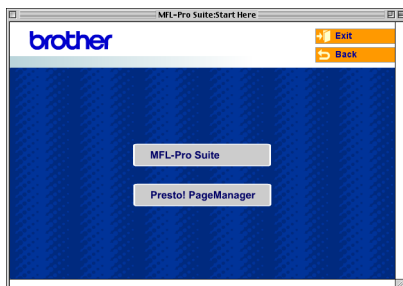 MFL-Pro Suite:Start Here
brother
Exit
Back
MFL-Pro Suite
Presto! PageManager